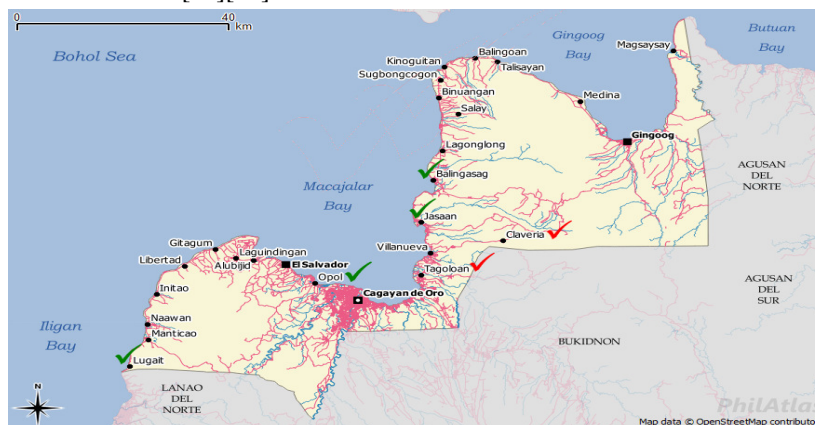 0 40
km
Bohol Sea
Gingoog
Bay
Butuan
Bay
Magsaysay
Balingoan
Kinoguitan
Talisayan
Sugbongcogon
Binuangan
Medina
Salay
Gingoog
Lagonglong
AGUSAN
DEL
NORTE
Balingasag
Macajalar
Bay
Jasaan
Claveria
Gitagum
Villanueva
Laguindingan
Libertad
Alubijid
El Salvador
Opol
Tagoloan
AGUSAN
DEL
SUR
Initao
Cagayan de Oro
Iligan
Bay
Naawan
Manticao
BUKIDNON
Lugait
N
LANAO
DEL
NORTE
PhilAtlas
Map data © OpenStreetMap contributo